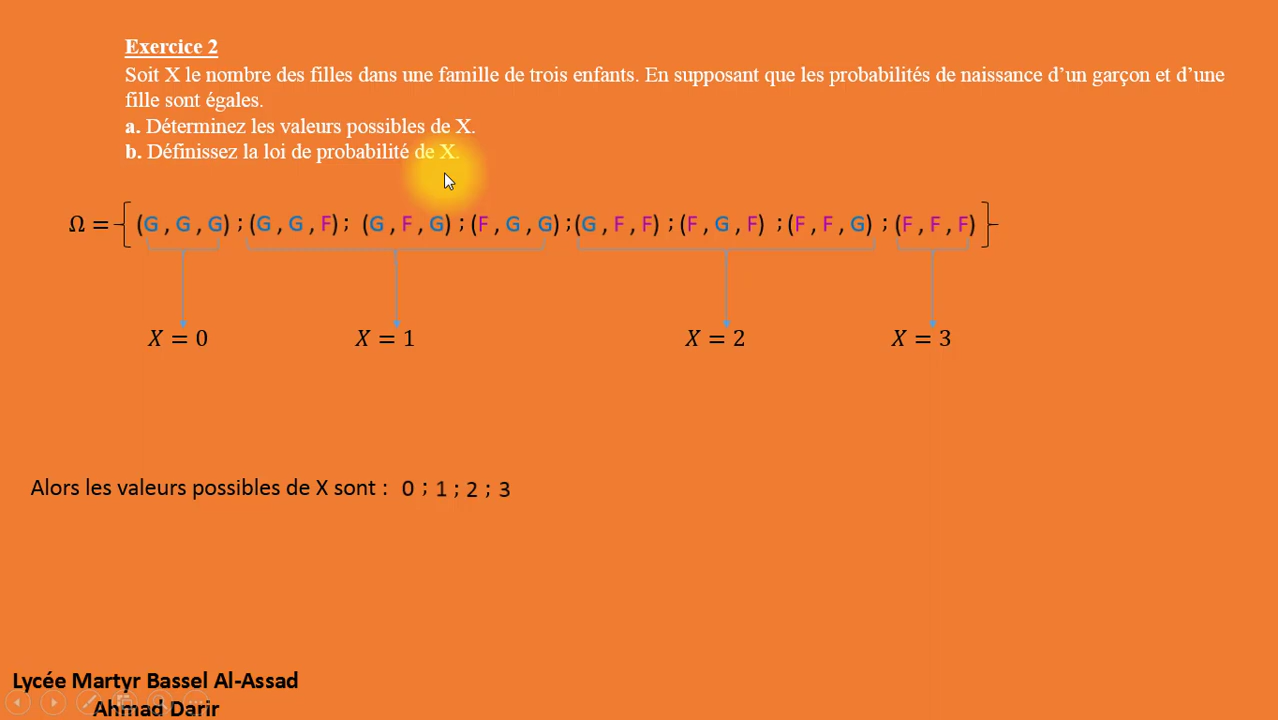 Exercice 2
Soit X le nombre des filles dans une famille de trois enfants. En supposant que les probabilités de naissance d’un garçon et d’une
fille sont égales.
a. Déterminez les valeurs possibles de X.
b. Définissez la loi de probabilité de X.
Ω = {(G , G , G) ; (G , G , F) ; (G , F , G) ; (F , G , G) ; (G , F , F) ; (F , G , F) ; (F , F , G) ; (F , F , F)}
X = 0 X = 1 X = 2 X = 3
Alors les valeurs possibles de X sont : 0 ; 1 ; 2 ; 3
Lycée Martyr Bassel Al-Assad
Ahmad Darir